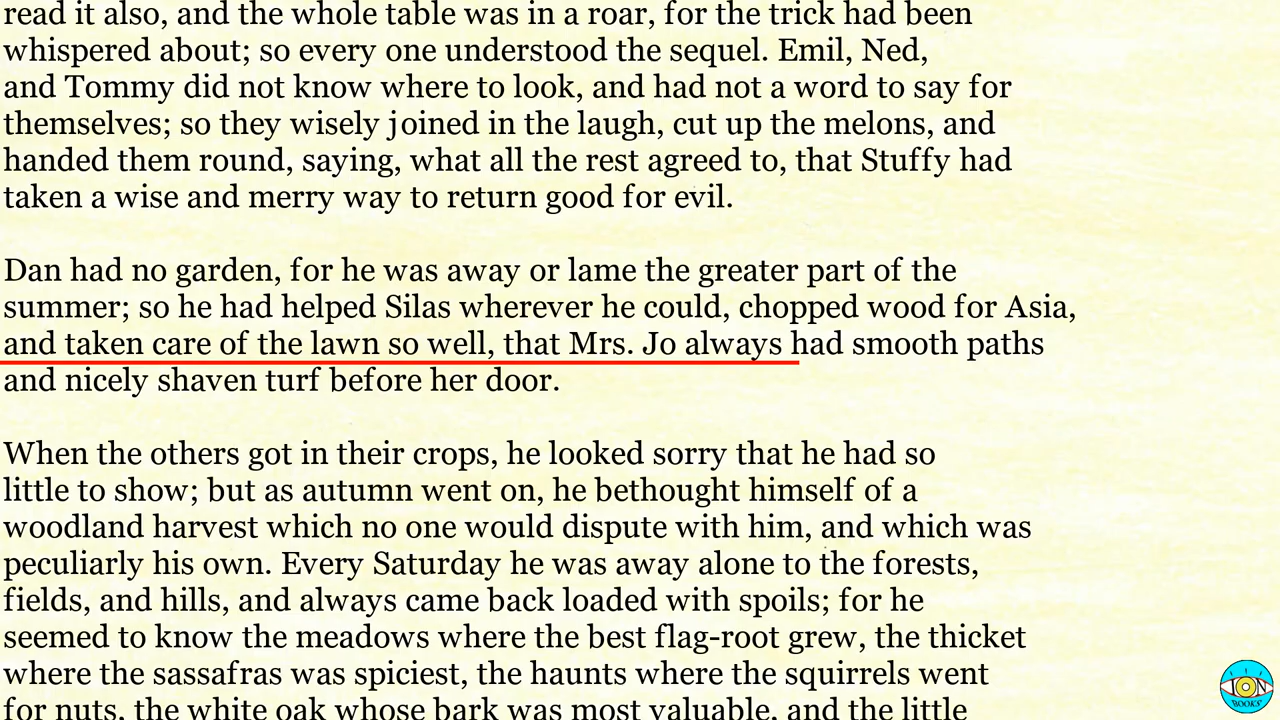 read it also, and the whole table was in a roar, for the trick had been
whispered about; so every one understood the sequel. Emil, Ned,
and Tommy did not know where to look, and had not a word to say for
themselves; so they wisely joined in the laugh, cut up the melons, and
handed them round, saying, what all the rest agreed to, that Stuffy had
taken a wise and merry way to return good for evil.
Dan had no garden, for he was away or lame the greater part of the
summer; so he had helped Silas wherever he could, chopped wood for Asia,
and taken care of the lawn so well, that Mrs. Jo always had smooth paths
and nicely shaven turf before her door.
When the others got in their crops, he looked sorry that he had so
little to show; but as autumn went on, he bethought himself of a
woodland harvest which no one would dispute with him, and which was
peculiarly his own. Every Saturday he was away alone to the forests,
fields, and hills, and always came back loaded with spoils; for he
seemed to know the meadows where the best flag-root grew, the thicket
where the sassafras was spiciest, the haunts where the squirrels went
for nuts, the white oak whose bark was most valuable, and the little
ION
BOOKS